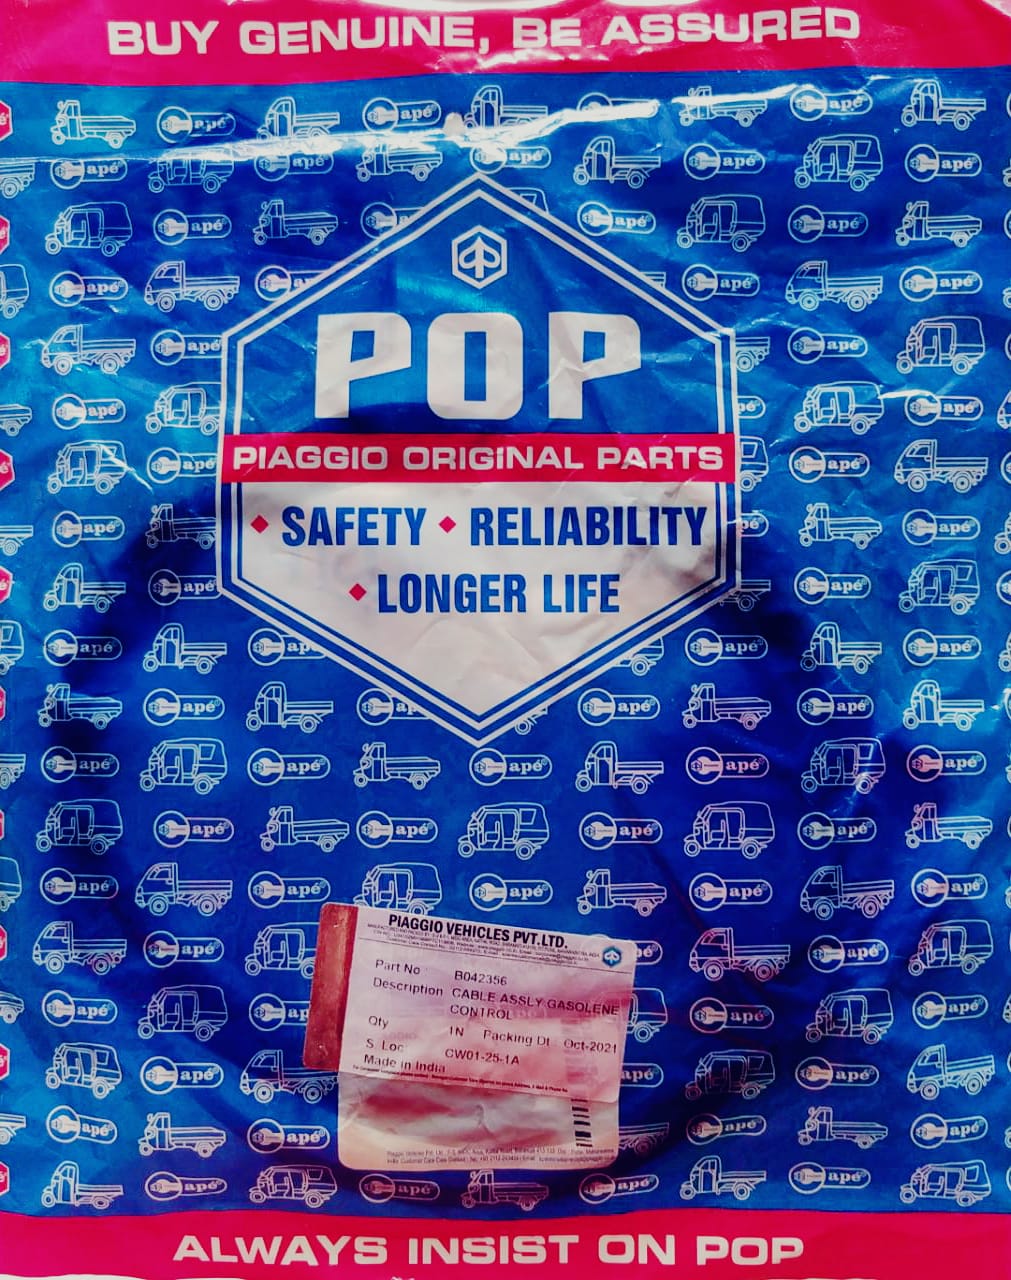 BUY GENUINE, BE ASSURED
POP
PIAGGIO ORIGINAL PARTS
SAFETY RELIABILITY
LONGER LIFE
apé
PIAGGIO VEHICLES PVT.LTD.
Part No B042356
Description CABLE ASSLY GASOLENE
CONTROL
Qty 1N Packing Dt Oct-2021
S. Loc CW01-25-1A
Made in India
ALWAYS INSIST ON POP